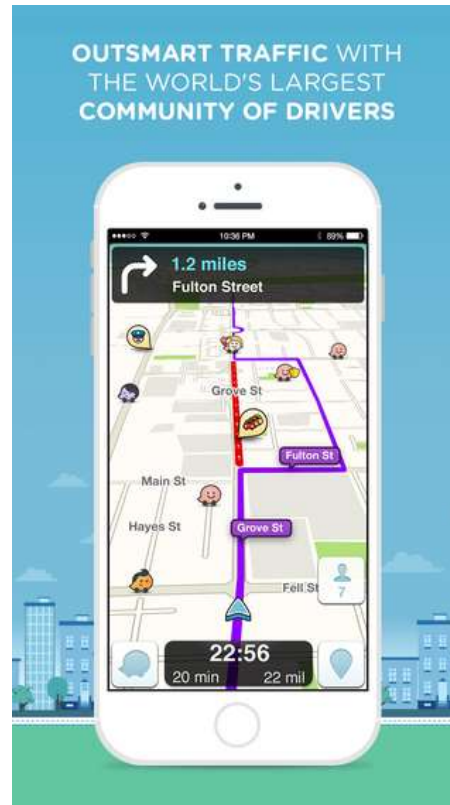 OUTSMART TRAFFIC WITH
THE WORLD'S LARGEST
COMMUNITY OF DRIVERS
10:36 PM
89%
1.2 miles
Fulton Street
Grove St
Fulton St
Main St
Hayes St
Grove St
Fell St
7
22:56
20 min
22 mil